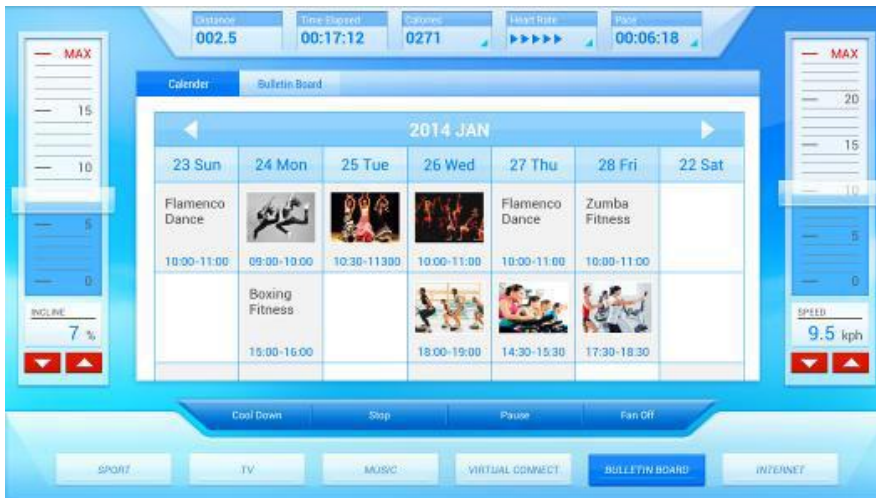 Distance
Time Elapsed
Calories
Heart Rate
Pace
002.5
00:17:12
0271
00:06:18
MAX
15
10
5
0
INCLINE
7 %
Calender
Bulletin Board
2014 JAN
23 Sun
24 Mon
25 Tue
26 Wed
27 Thu
28 Fri
22 Sat
Flamenco
Dance
Flamenco
Dance
Zumba
Fitness
10:00-11:00
09:00-10:00
10:30-11300
10:00-11:00
10:00-11:00
10:00-11:00
Boxing
Fitness
15:00-16:00
18:00-19:00
14:30-15:30
17:30-18:30
MAX
20
15
10
5
0
SPEED
9.5 kph
Cool Down
Stop
Pause
Fan Off
SPORT
TV
MUSIC
VIRTUAL CONNECT
BULLETIN BOARD
INTERNET